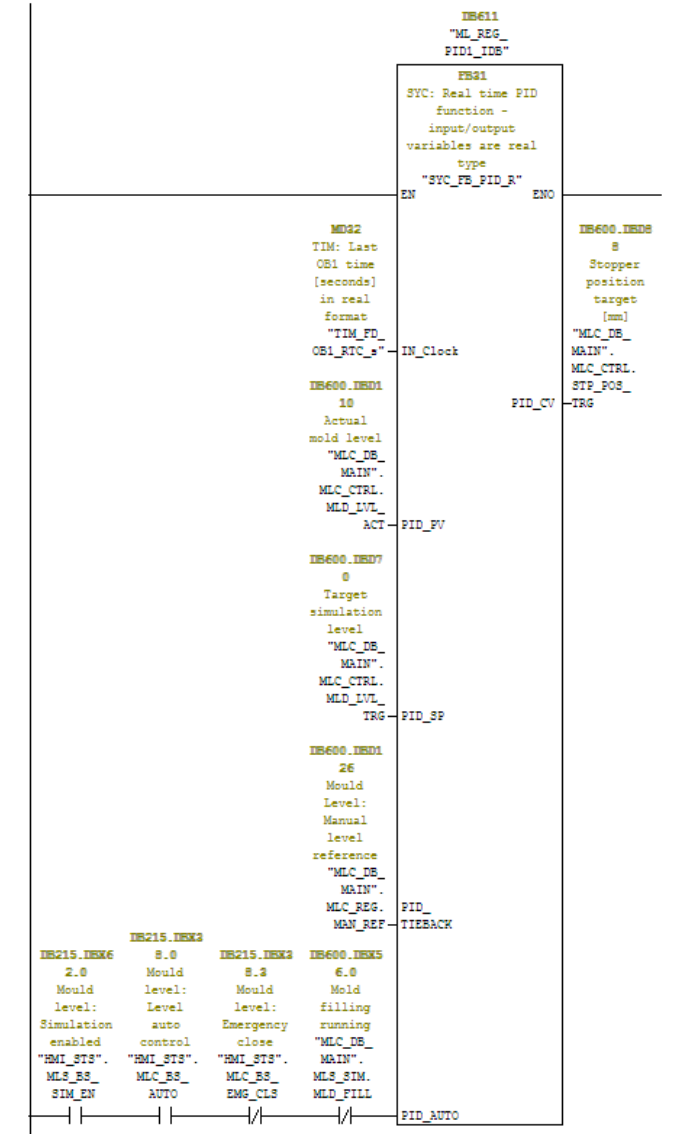 DB611
"ML_REG_
PID1_IDB"
FB31
SYC: Real time PID
function -
input/output
variables are real
type
"SYC_FB_PID_R"
EN
ENO
MD32
TIM: Last
OB1 time
[seconds]
in real
format
"TIM_FD_
OB1_RTC_s"
IN_Clock
DB600.DBD8
8
Stopper
position
target
[mm]
"MLC_DB_
MAIN".
MLC_CTRL.
STP_POS_
TRG
PID_CV
DB600.DBD1
10
Actual
mold level
"MLC_DB_
MAIN".
MLC_CTRL.
MLD_LVL_
ACT
PID_PV
DB600.DBD7
0
Target
simulation
level
"MLC_DB_
MAIN".
MLC_CTRL.
MLD_LVL_
TRG
PID_SP
DB600.DBD1
26
Mould
Level:
Manual
level
reference
"MLC_DB_
MAIN".
MLC_REG.
MAN_REF
PID_
TIEBACK
DB215.DBX6
2.0
Mould
level:
Simulation
enabled
"HMI_STS".
MLS_BS_
SIM_EN
DB215.DBX3
8.0
Mould
level:
Level
auto
control
"HMI_STS".
MLC_BS_
AUTO
DB215.DBX3
8.3
Mould
level:
Emergency
close
"HMI_STS".
MLC_BS_
EMG_CLS
DB600.DBX5
6.0
Mold
filling
running
"MLC_DB_
MAIN".
MLS_SIM.
MLD_FILL
PID_AUTO